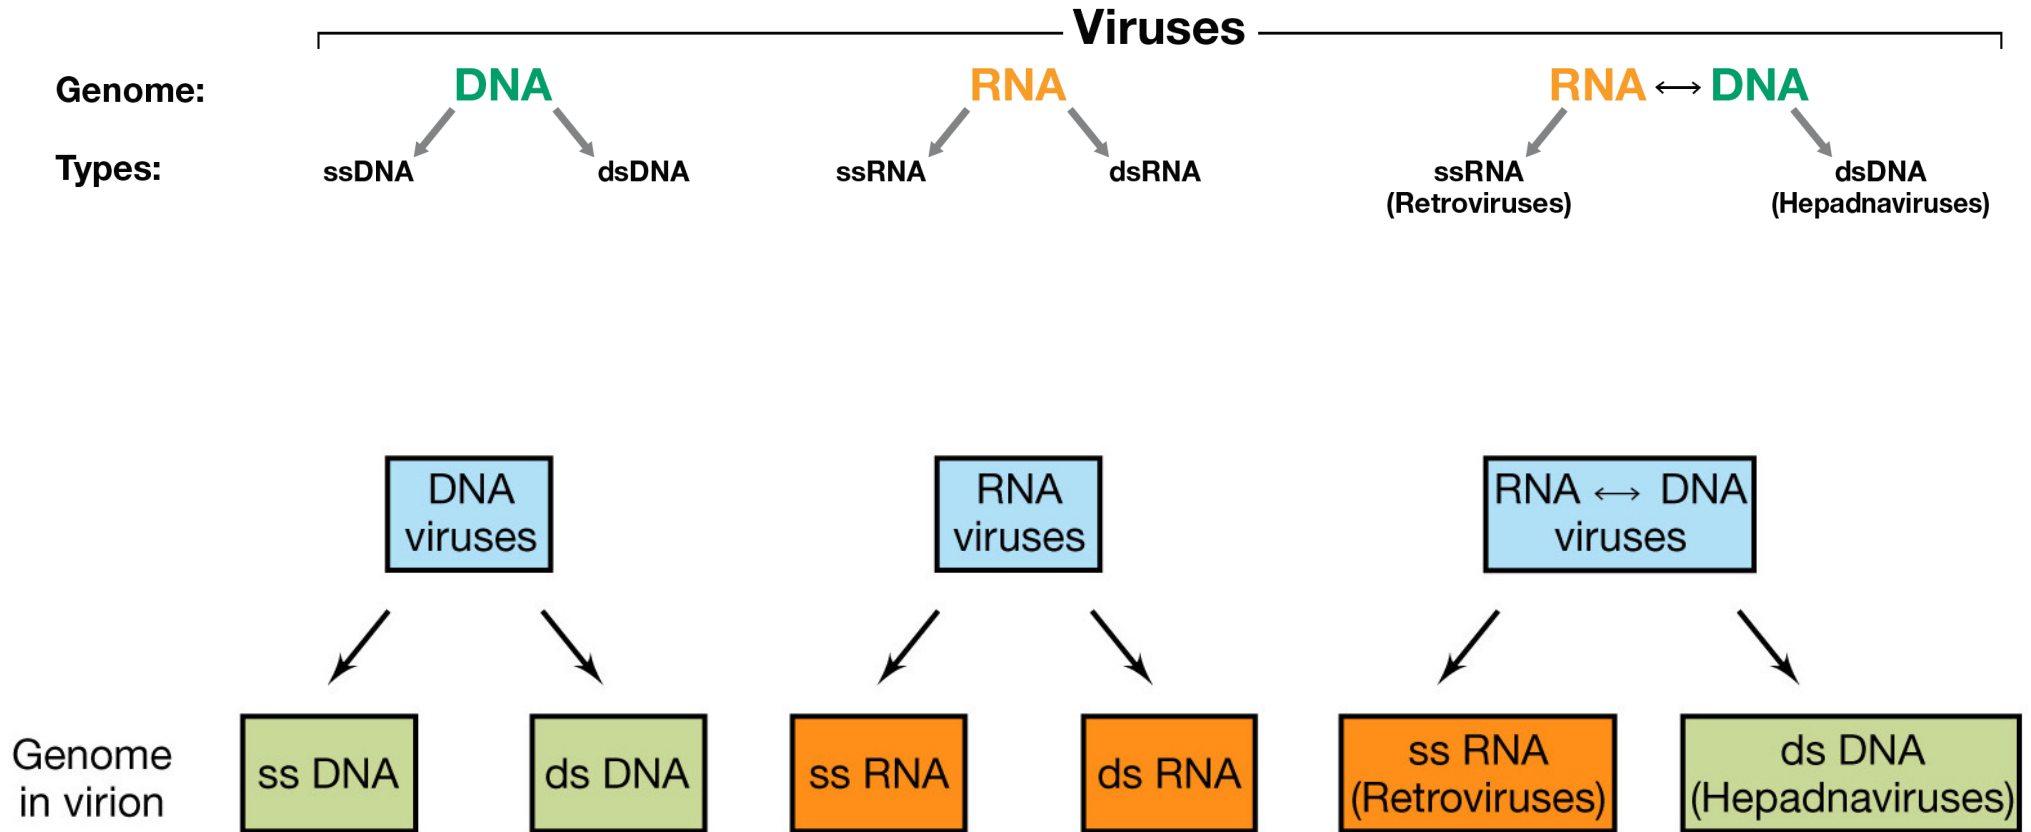 Viruses
Genome: DNA RNA RNA ↔ DNA
Types: ssDNA dsDNA ssRNA dsRNA ssRNA dsDNA
(Retroviruses) (Hepadnaviruses)
DNA RNA RNA ↔ DNA
viruses viruses viruses
Genome ss DNA ds DNA ss RNA ds RNA ss RNA ds DNA
in virion (Retroviruses) (Hepadnaviruses)